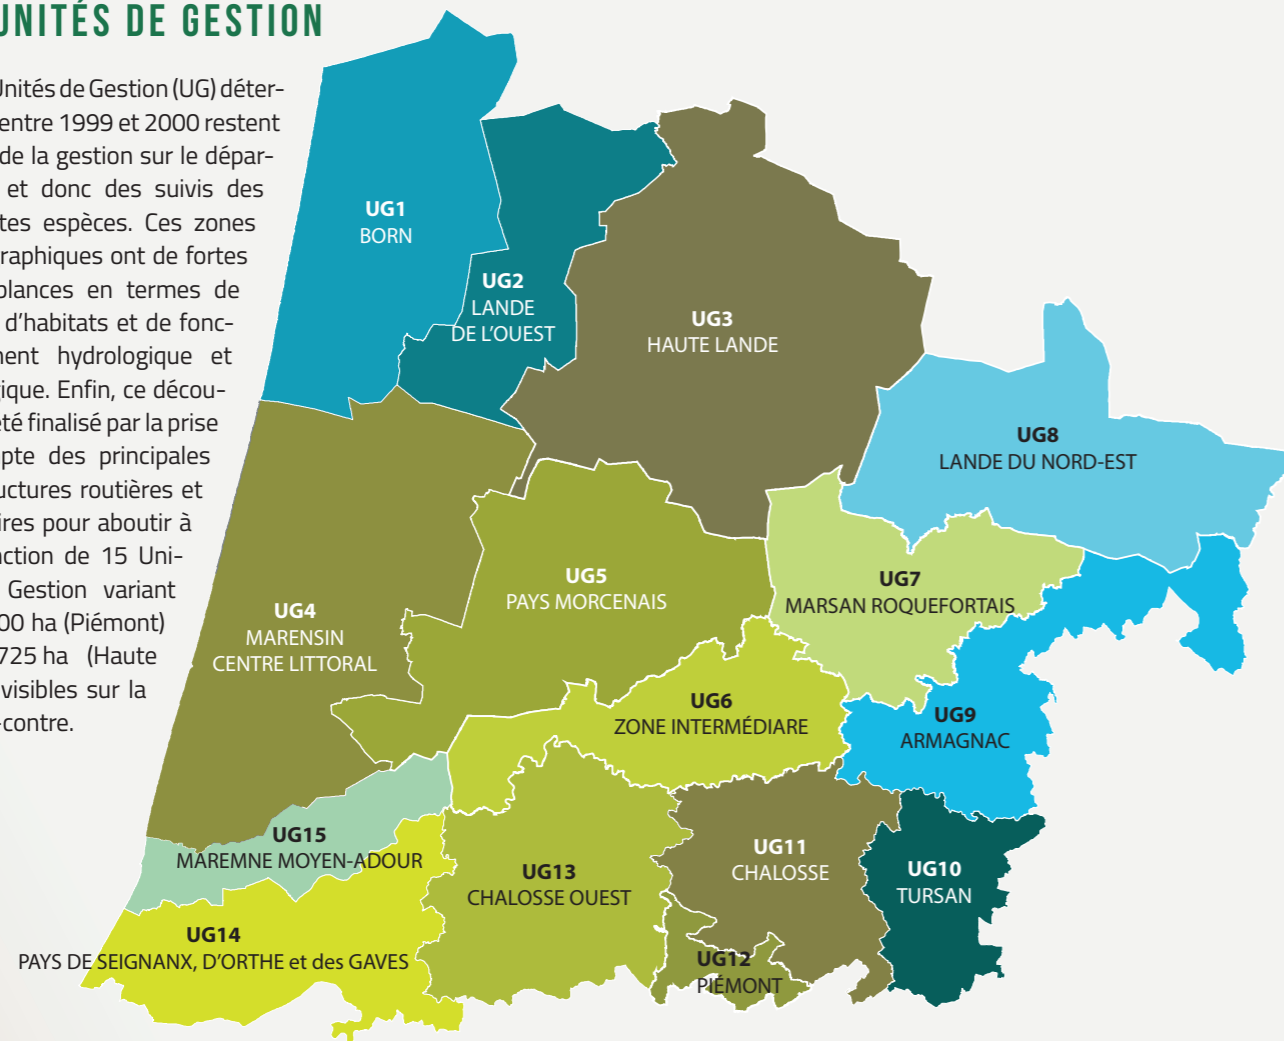 UNITÉS DE GESTION
Unités de Gestion (UG) déter-
entre 1999 et 2000 restent
de la gestion sur le dépar-
et donc des suivis des
tes espèces. Ces zones
raphiques ont de fortes
blances en termes de
d'habitats et de fonc-
ment hydrologique et
gique. Enfin, ce décou-
été finalisé par la prise
pte des principales
uctures routières et
ires pour aboutir à
nction de 15 Uni-
Gestion variant
00 ha (Piémont)
725 ha (Haute
visibles sur la
-contre.
UG1
BORN
UG2
LANDE
DE L'OUEST
UG3
HAUTE LANDE
UG8
LANDE DU NORD-EST
UG5
PAYS MORCENAIS
UG7
MARSAN ROQUEFORTAIS
UG4
MARENSIN
CENTRE LITTORAL
UG6
ZONE INTERMÉDIARE
UG9
ARMAGNAC
UG15
MAREMNE MOYEN-ADOUR
UG13
CHALOSSE OUEST
UG11
CHALOSSE
UG10
TURSAN
UG14
PAYS DE SEIGNANX, D'ORTHE et des GAVES
UG12
PIÉMONT